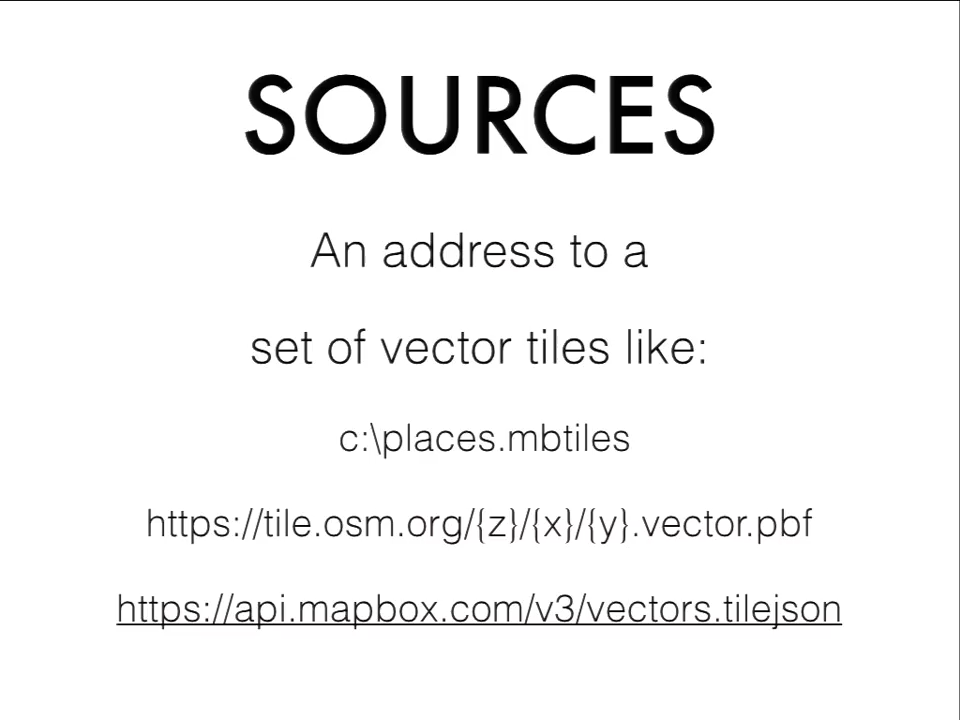 SOURCES
An address to a
set of vector tiles like:
c:\places.mbtiles
https://tile.osm.org/{z}/{x}/{y}.vector.pbf
https://api.mapbox.com/v3/vectors.tilejson